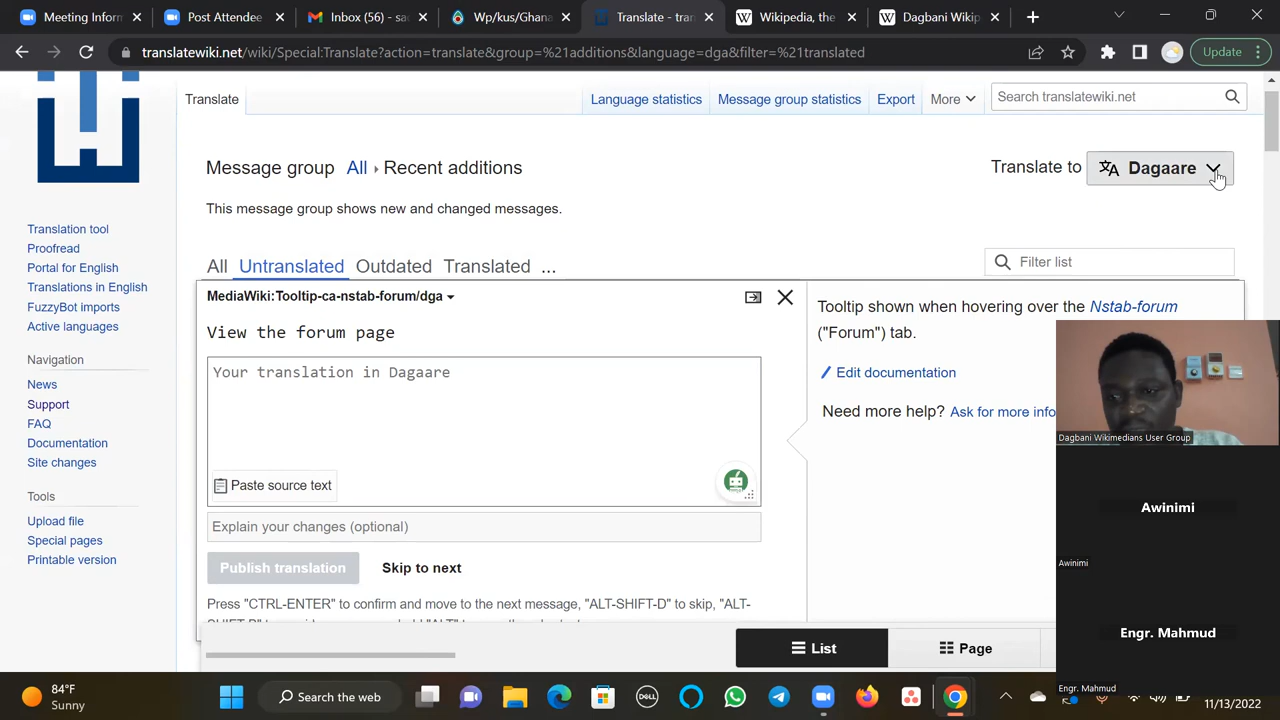 Meeting Inform
Post Attendee
Inbox (56) - sa
Wp/kus/Ghana
Translate - tran
Wikipedia, the
Dagbani Wikip
translatewiki.net/wiki/Special:Translate?action=translate&group=%21additions&language=dga&filter=%21translated
Update
Translate
Language statistics
Message group statistics
Export
More
Search translatewiki.net
Message group All Recent additions
Translate to
Dagaare
This message group shows new and changed messages.
All Untranslated Outdated Translated ...
Filter list
MediaWiki:Tooltip-ca-nstab-forum/dga
View the forum page
Your translation in Dagaare
Paste source text
Explain your changes (optional)
Publish translation
Skip to next
Press "CTRL-ENTER" to confirm and move to the next message, "ALT-SHIFT-D" to skip, "ALT-
Tooltip shown when hovering over the Nstab-forum
("Forum") tab.
Edit documentation
Need more help? Ask for more info
Translation tool
Proofread
Portal for English
Translations in English
FuzzyBot imports
Active languages
Navigation
News
Support
FAQ
Documentation
Site changes
Tools
Upload file
Special pages
Printable version
List
Page
Dagbani Wikimedians User Group
Awinimi
Awinimi
Engr. Mahmud
Engr. Mahmud
84°F
Sunny
Search the web
DELL
11/13/2022